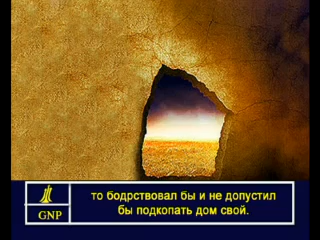 то бодрствовал бы и не допустил
бы подкопать дом свой.
GNP